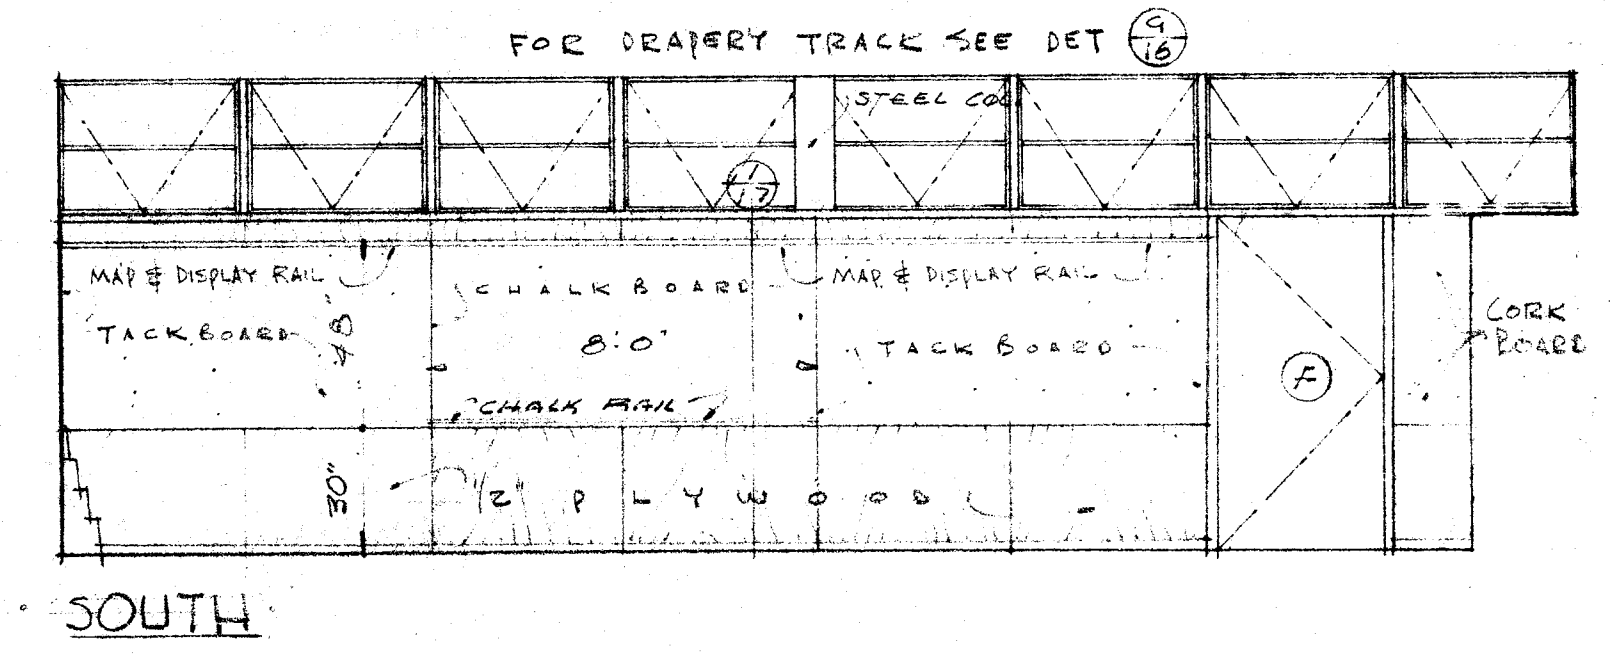 FOR DRAPERY TRACK SEE DET
16
STEEL COL.
1
17
MAP & DISPLAY RAIL
CHALK BOARD
MAP & DISPLAY RAIL
TACK BOARD
48"
8'-0"
TACK BOARD
CORK
BOARD
F
CHALK RAIL
30"
1/2" PLYWOOD
SOUTH